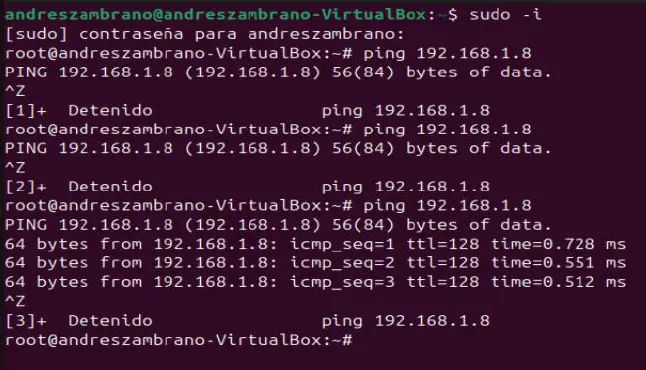 andreszambrano@andreszambrano-VirtualBox:~$ sudo -i
[sudo] contraseña para andreszambrano:
root@andreszambrano-VirtualBox:~# ping 192.168.1.8
PING 192.168.1.8 (192.168.1.8) 56(84) bytes of data.
^Z
[1]+  Detenido                ping 192.168.1.8
root@andreszambrano-VirtualBox:~# ping 192.168.1.8
PING 192.168.1.8 (192.168.1.8) 56(84) bytes of data.
^Z
[2]+  Detenido                ping 192.168.1.8
root@andreszambrano-VirtualBox:~# ping 192.168.1.8
PING 192.168.1.8 (192.168.1.8) 56(84) bytes of data.
64 bytes from 192.168.1.8: icmp_seq=1 ttl=128 time=0.728 ms
64 bytes from 192.168.1.8: icmp_seq=2 ttl=128 time=0.551 ms
64 bytes from 192.168.1.8: icmp_seq=3 ttl=128 time=0.512 ms
^Z
[3]+  Detenido                ping 192.168.1.8
root@andreszambrano-VirtualBox:~#